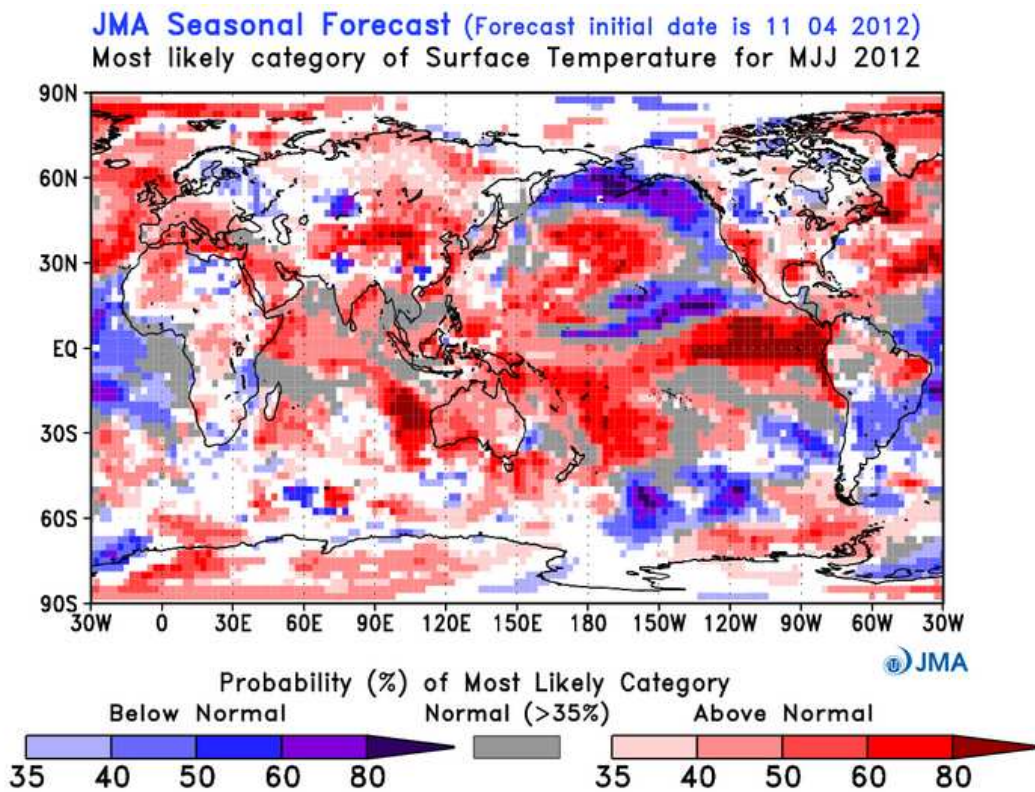 JMA Seasonal Forecast (Forecast initial date is 11 04 2012)
Most likely category of Surface Temperature for MJJ 2012
90N
60N
30N
EQ
30S
60S
90S
30W 0 30E 60E 90E 120E 150E 180 150W 120W 90W 60W 30W
JMA
Probability (%) of Most Likely Category
Below Normal Normal (>35%) Above Normal
35 40 50 60 80 35 40 50 60 80